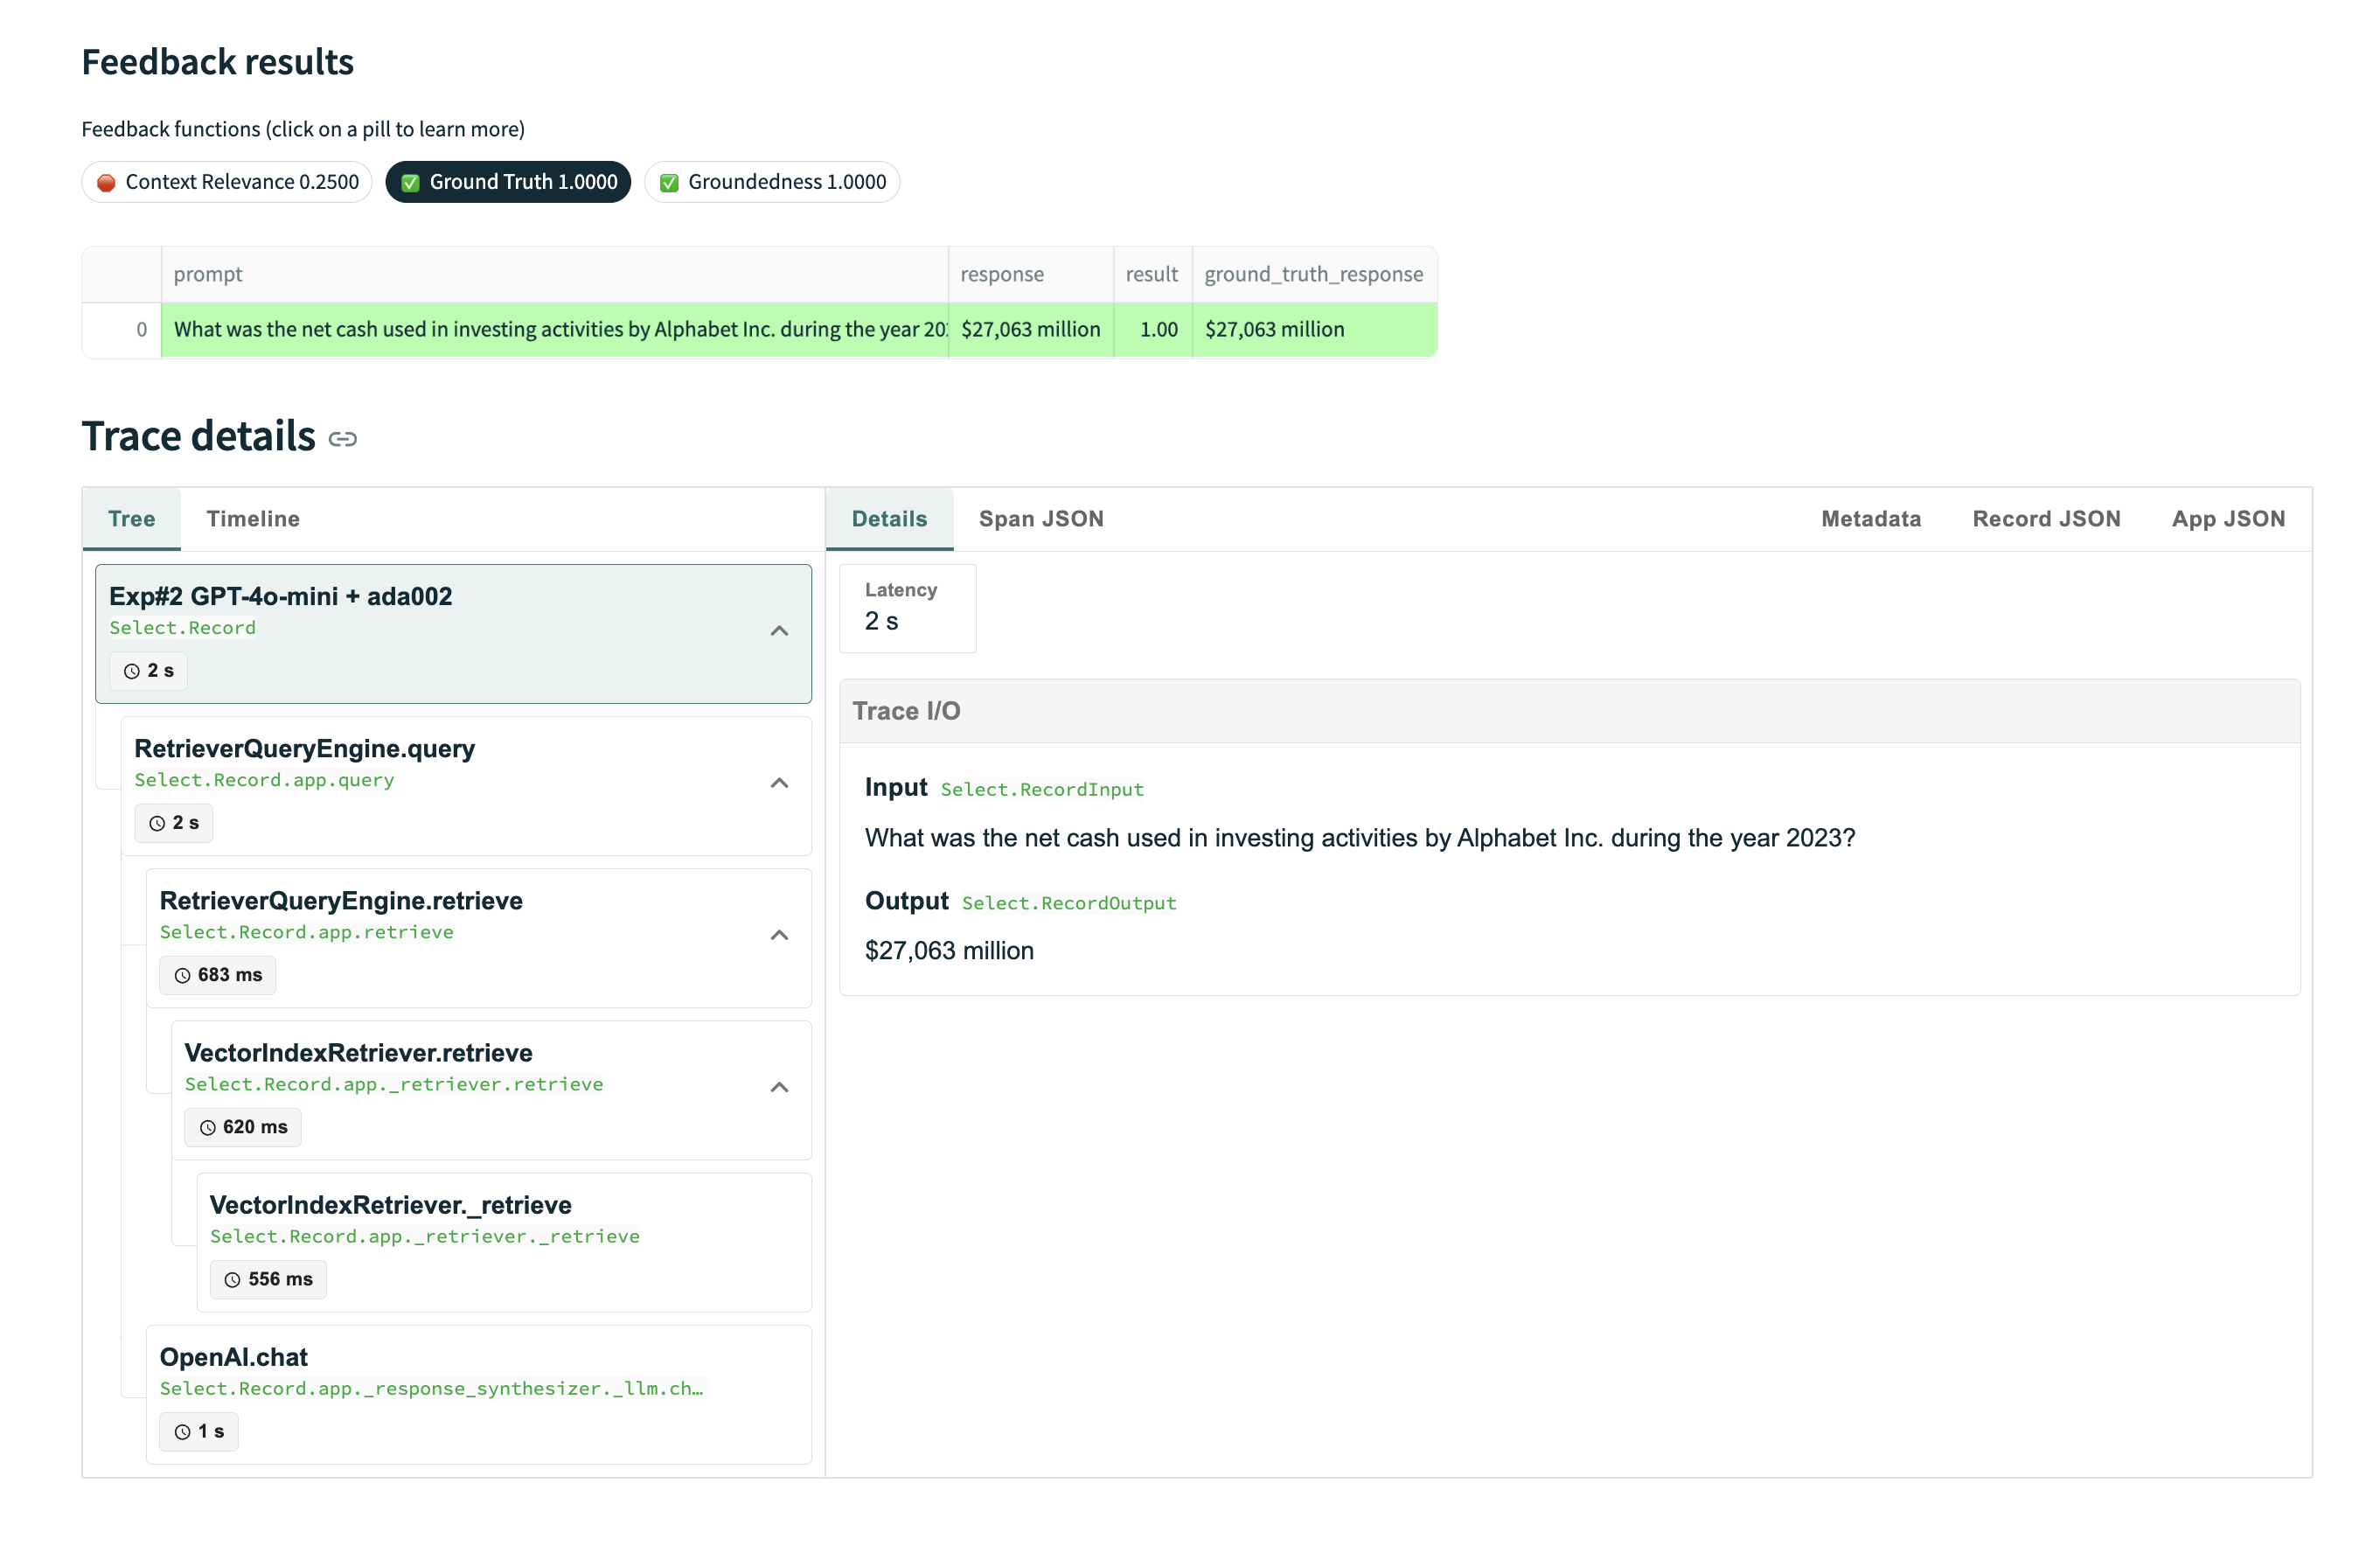 Feedback results
Feedback functions (click on a pill to learn more)
Context Relevance 0.2500 Ground Truth 1.0000 Groundedness 1.0000
prompt response result ground_truth_response
0 What was the net cash used in investing activities by Alphabet Inc. during the year 202 $27,063 million 1.00 $27,063 million
Trace details
Tree Timeline
Details Span JSON Metadata Record JSON App JSON
Exp#2 GPT-4o-mini + ada002
Select.Record
2 s
RetrieverQueryEngine.query
Select.Record.app.query
2 s
RetrieverQueryEngine.retrieve
Select.Record.app.retrieve
683 ms
VectorIndexRetriever.retrieve
Select.Record.app._retriever.retrieve
620 ms
VectorIndexRetriever._retrieve
Select.Record.app._retriever._retrieve
556 ms
OpenAI.chat
Select.Record.app._response_synthesizer._llm.ch…
1 s
Latency
2 s
Trace I/O
Input Select.RecordInput
What was the net cash used in investing activities by Alphabet Inc. during the year 2023?
Output Select.RecordOutput
$27,063 million